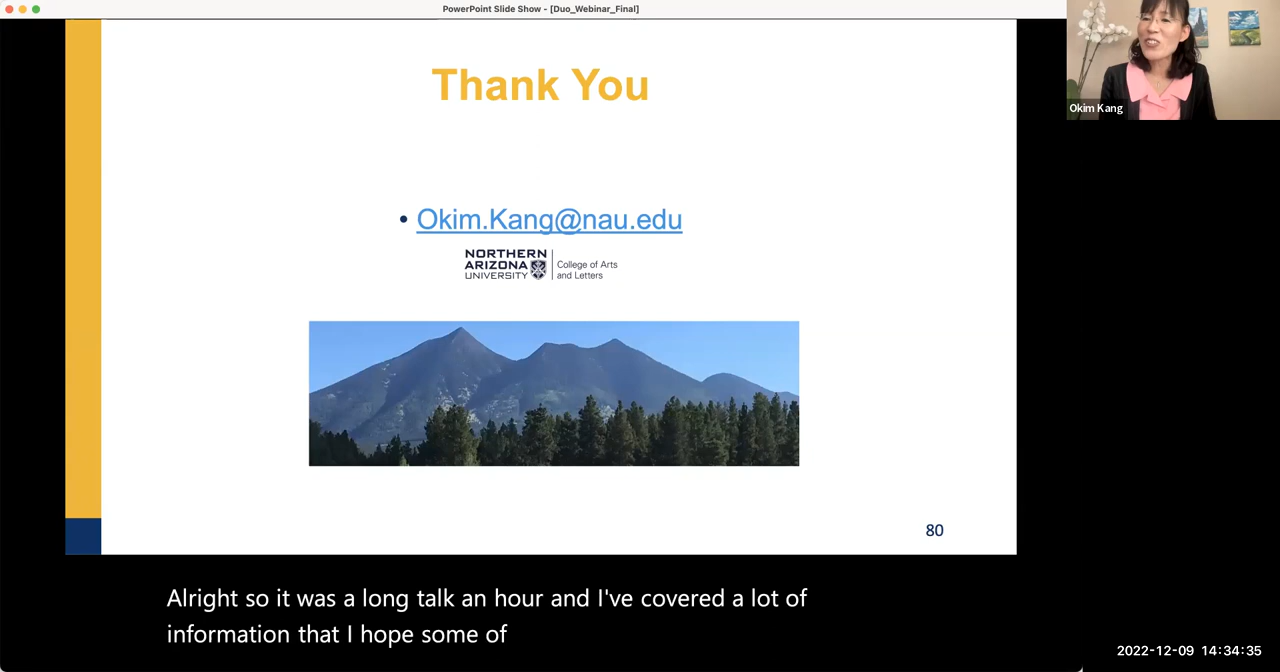 PowerPoint Slide Show - [Duo_Webinar_Final]
Thank You
• Okim.Kang@nau.edu
NORTHERN
ARIZONA
UNIVERSITY
College of Arts
and Letters
80
Okim Kang
Alright so it was a long talk an hour and I've covered a lot of
information that I hope some of
2022-12-09 14:34:35